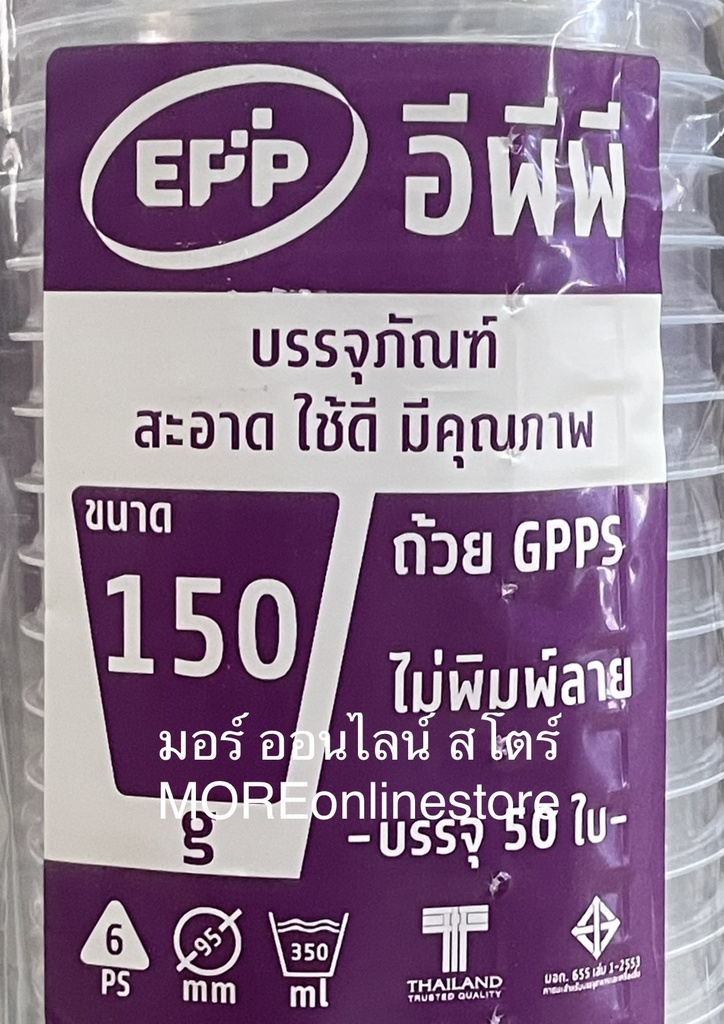 EPP อีพีพี
บรรจุภัณฑ์
สะอาด ใช้ดี มีคุณภาพ
ขนาด
150
g
ถ้วย GPPS
ไม่พิมพ์ลาย
-บรรจุ 50 ใบ-
มอร์ ออนไลน์ สโตร์
MOREonlinestore
6
PS
95
mm
350
ml
THAILAND
TRUSTED QUALITY
มอก. 655 เล่ม 1-2553